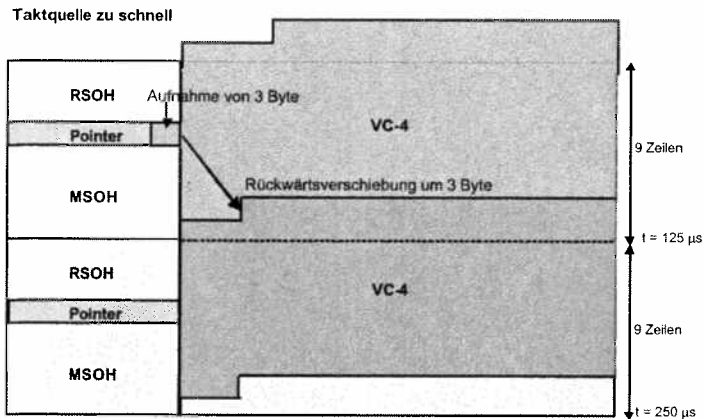 Taktquelle zu schnell
RSOH
Aufnahme von 3 Byte
Pointer
VC-4
9 Zeilen
MSOH
Rückwärtsverschiebung um 3 Byte
t = 125 µs
RSOH
VC-4
Pointer
9 Zeilen
MSOH
t = 250 µs